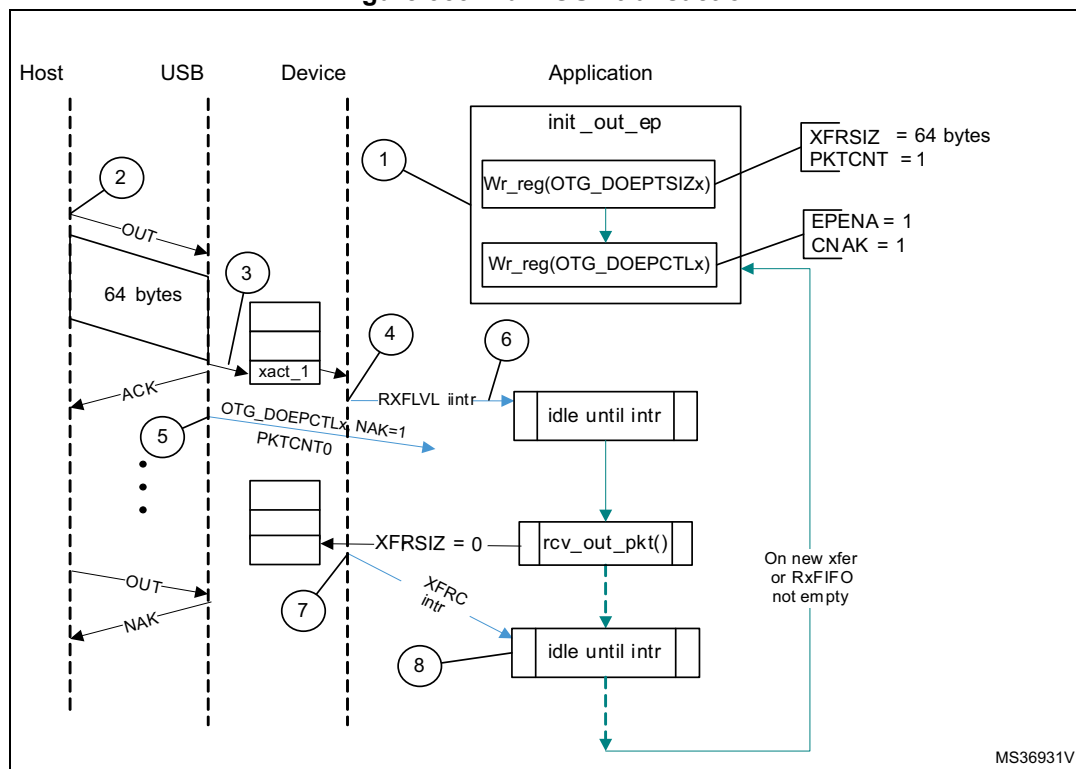 Host
USB
Device
Application
init _out_ep
1
Wr_reg(OTG_DOEPTSIZx)
XFRSIZ = 64 bytes
PKTCNT = 1
2
OUT
Wr_reg(OTG_DOEPCTLx)
EPENA = 1
CNAK = 1
64 bytes
3
xact_1
4
6
ACK
RXFLVL iintr
idle until intr
5
OTG_DOEPCTLx, NAK=1
PKTCNT0
XFRSIZ = 0
rcv_out_pkt()
On new xfer
or RxFIFO
not empty
OUT
NAK
7
XFRC
intr
8
idle until intr
MS36931V